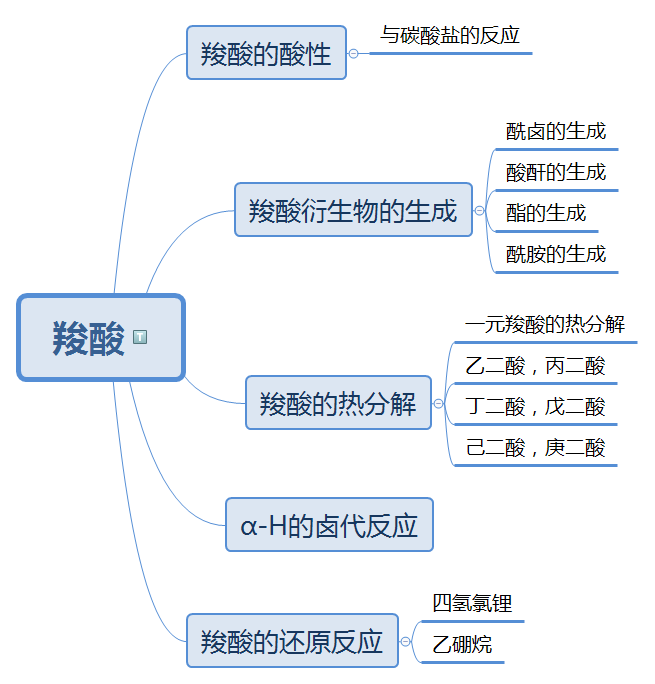 羧酸
羧酸的酸性
与碳酸盐的反应
羧酸衍生物的生成
酰卤的生成
酸酐的生成
酯的生成
酰胺的生成
羧酸的热分解
一元羧酸的热分解
乙二酸，丙二酸
丁二酸，戊二酸
己二酸，庚二酸
α-H的卤代反应
羧酸的还原反应
四氢氯锂
乙硼烷